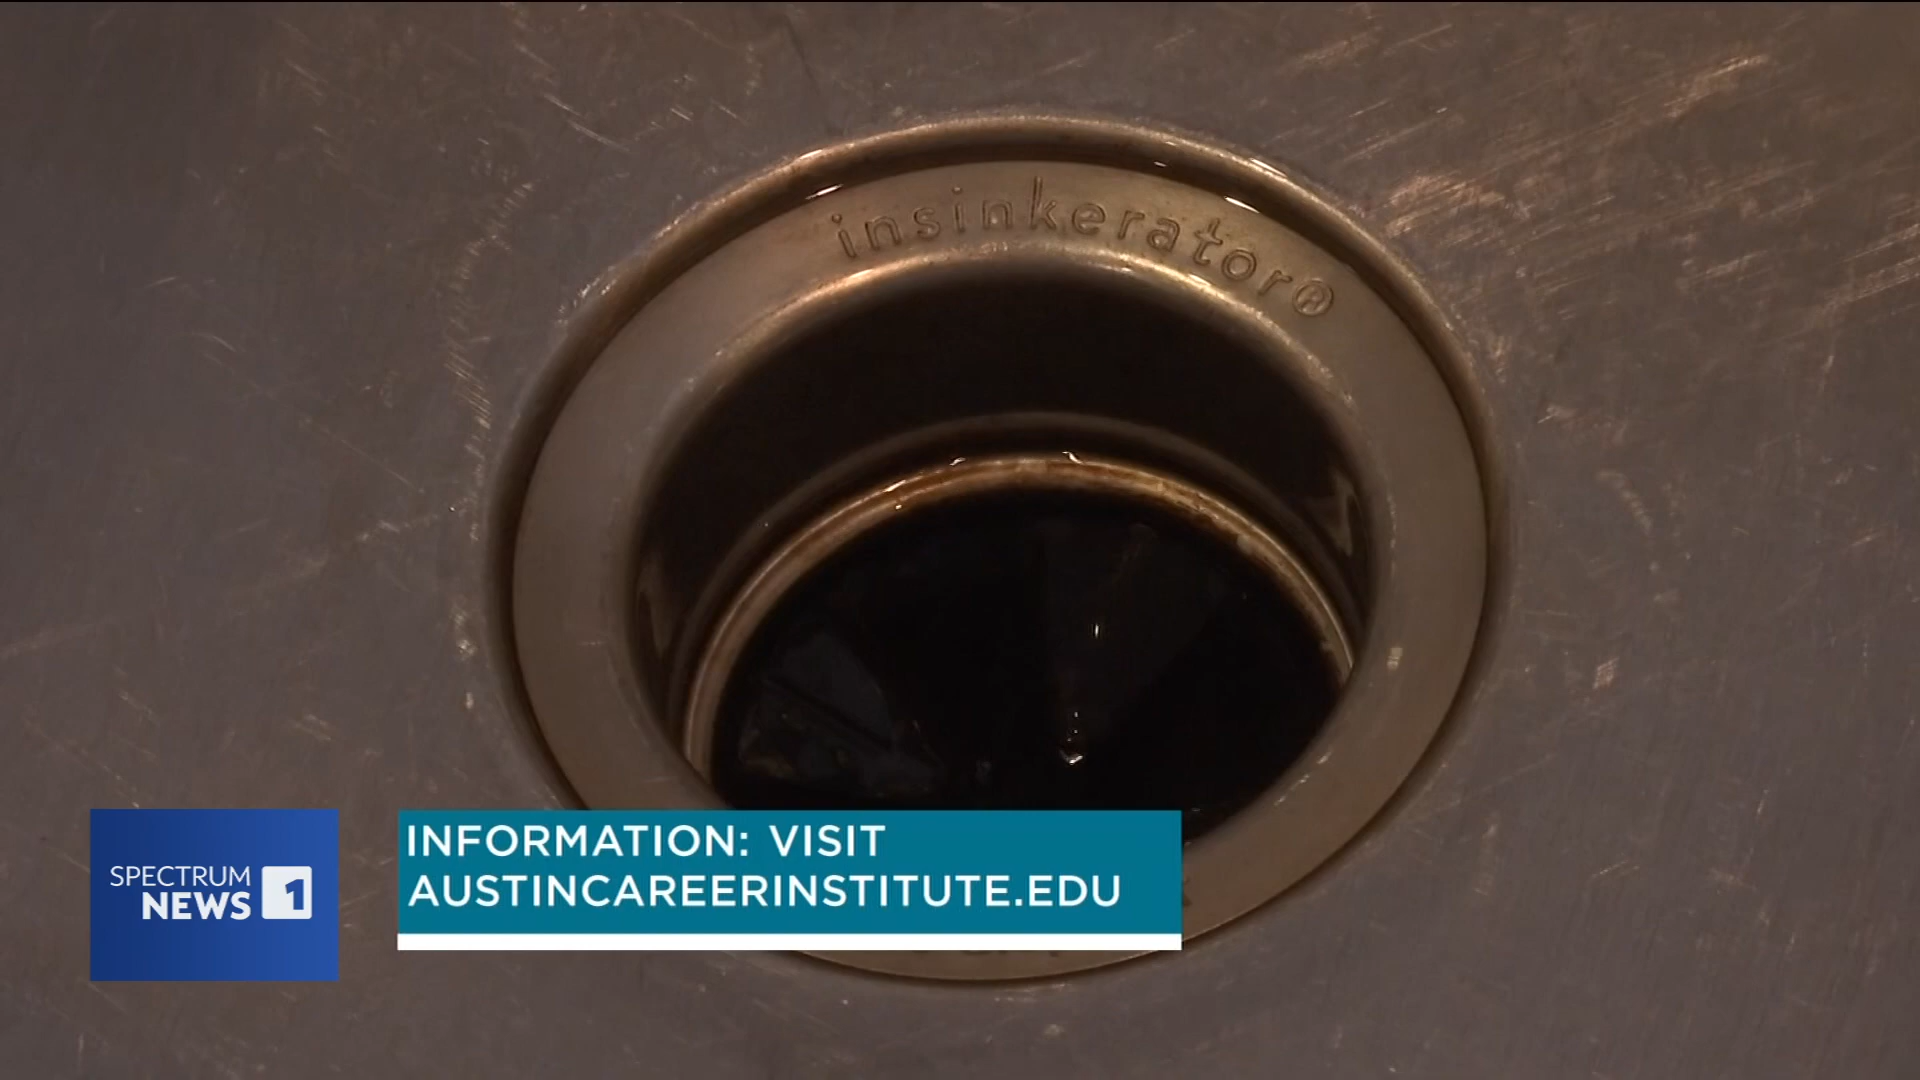 insinkerator®
SPECTRUM
NEWS 1
INFORMATION: VISIT
AUSTINCAREERINSTITUTE.EDU